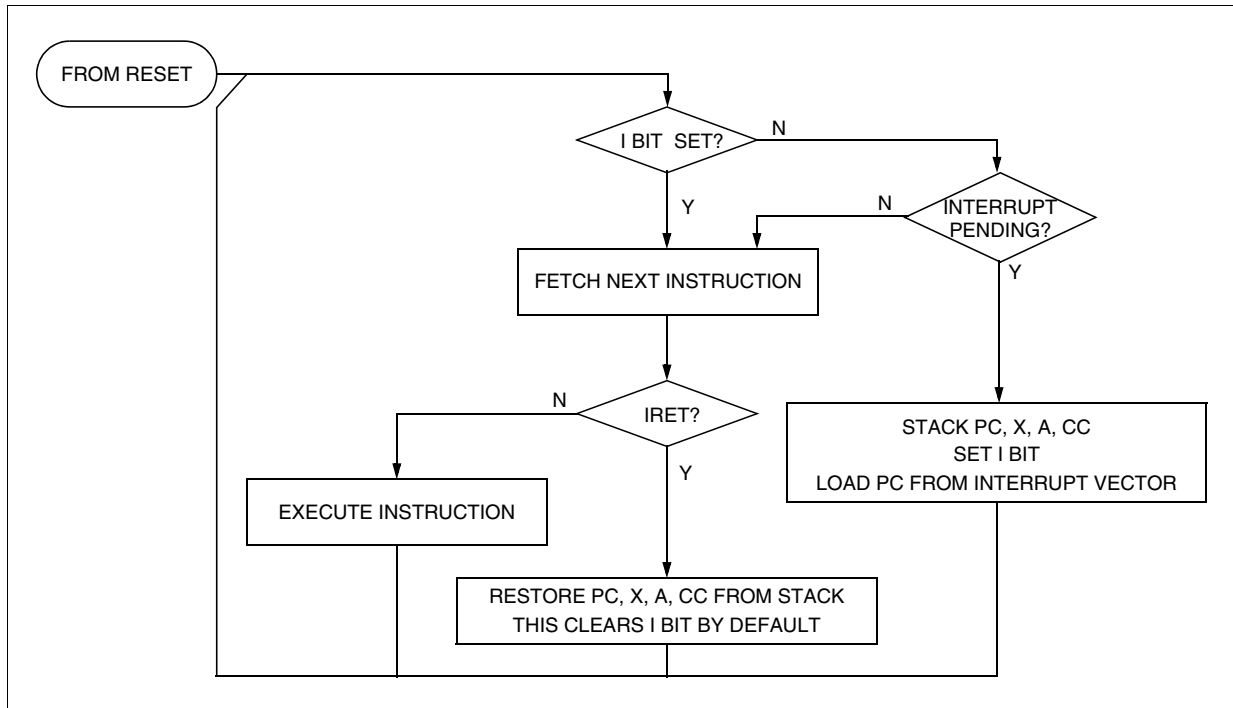 FROM RESET
I BIT SET?
N
Y
INTERRUPT
PENDING?
N
Y
FETCH NEXT INSTRUCTION
IRET?
N
Y
STACK PC, X, A, CC
SET I BIT
LOAD PC FROM INTERRUPT VECTOR
EXECUTE INSTRUCTION
RESTORE PC, X, A, CC FROM STACK
THIS CLEARS I BIT BY DEFAULT